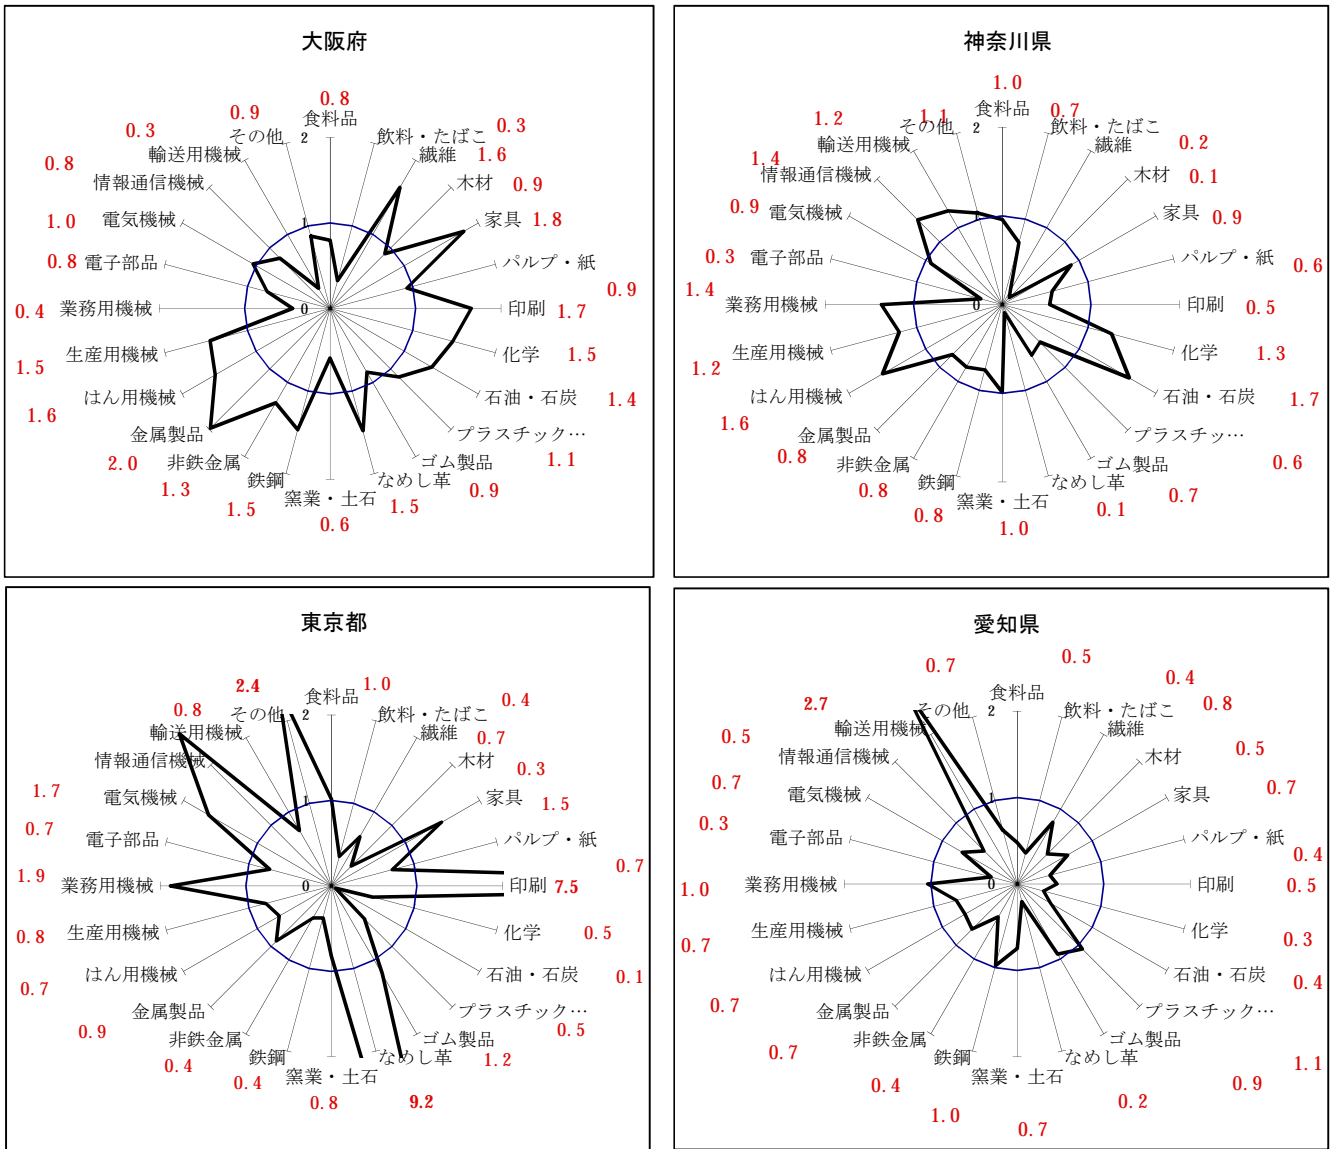 大阪府
0.8
食料品
0.3
飲料・たばこ
1.6
繊維
0.9
木材
1.8
家具
0.9
パルプ・紙
1.7
印刷
1.5
化学
1.4
石油・石炭
1.1
プラスチック…
0.9
ゴム製品
1.5
なめし革
0.6
窯業・土石
1.5
鉄鋼
1.3
非鉄金属
2.0
金属製品
1.6
はん用機械
1.5
生産用機械
0.4
業務用機械
0.8
電子部品
1.0
電気機械
0.8
情報通信機械
0.3
輸送用機械
0.9
その他
2
1
0
神奈川県
1.0
食料品
0.7
飲料・たばこ
0.2
繊維
0.1
木材
0.9
家具
0.6
パルプ・紙
0.5
印刷
1.3
化学
1.7
石油・石炭
0.6
プラスチッ…
0.7
ゴム製品
0.1
なめし革
1.0
窯業・土石
0.8
鉄鋼
0.8
非鉄金属
0.8
金属製品
1.6
はん用機械
1.2
生産用機械
1.4
業務用機械
0.3
電子部品
0.9
電気機械
1.4
情報通信機械
1.2
輸送用機械
1.1
その他
2
1
0
東京都
1.0
食料品
0.4
飲料・たばこ
0.7
繊維
0.3
木材
1.5
家具
0.7
パルプ・紙
7.5
印刷
0.5
化学
0.1
石油・石炭
0.5
プラスチック…
1.2
ゴム製品
9.2
なめし革
0.8
窯業・土石
0.4
鉄鋼
0.4
非鉄金属
0.9
金属製品
0.7
はん用機械
0.8
生産用機械
1.9
業務用機械
0.7
電子部品
1.7
電気機械
情報通信機械
0.8
輸送用機械
2.4
その他
2
1
0
愛知県
0.5
食料品
0.4
飲料・たばこ
0.8
繊維
0.5
木材
0.7
家具
0.4
パルプ・紙
0.5
印刷
0.3
化学
0.4
石油・石炭
1.1
プラスチック…
0.9
ゴム製品
0.2
なめし革
0.7
窯業・土石
1.0
鉄鋼
0.4
非鉄金属
0.7
金属製品
0.7
はん用機械
0.7
生産用機械
1.0
業務用機械
0.3
電子部品
0.7
電気機械
0.5
情報通信機械
2.7
輸送用機械
0.7
その他
2
1
0